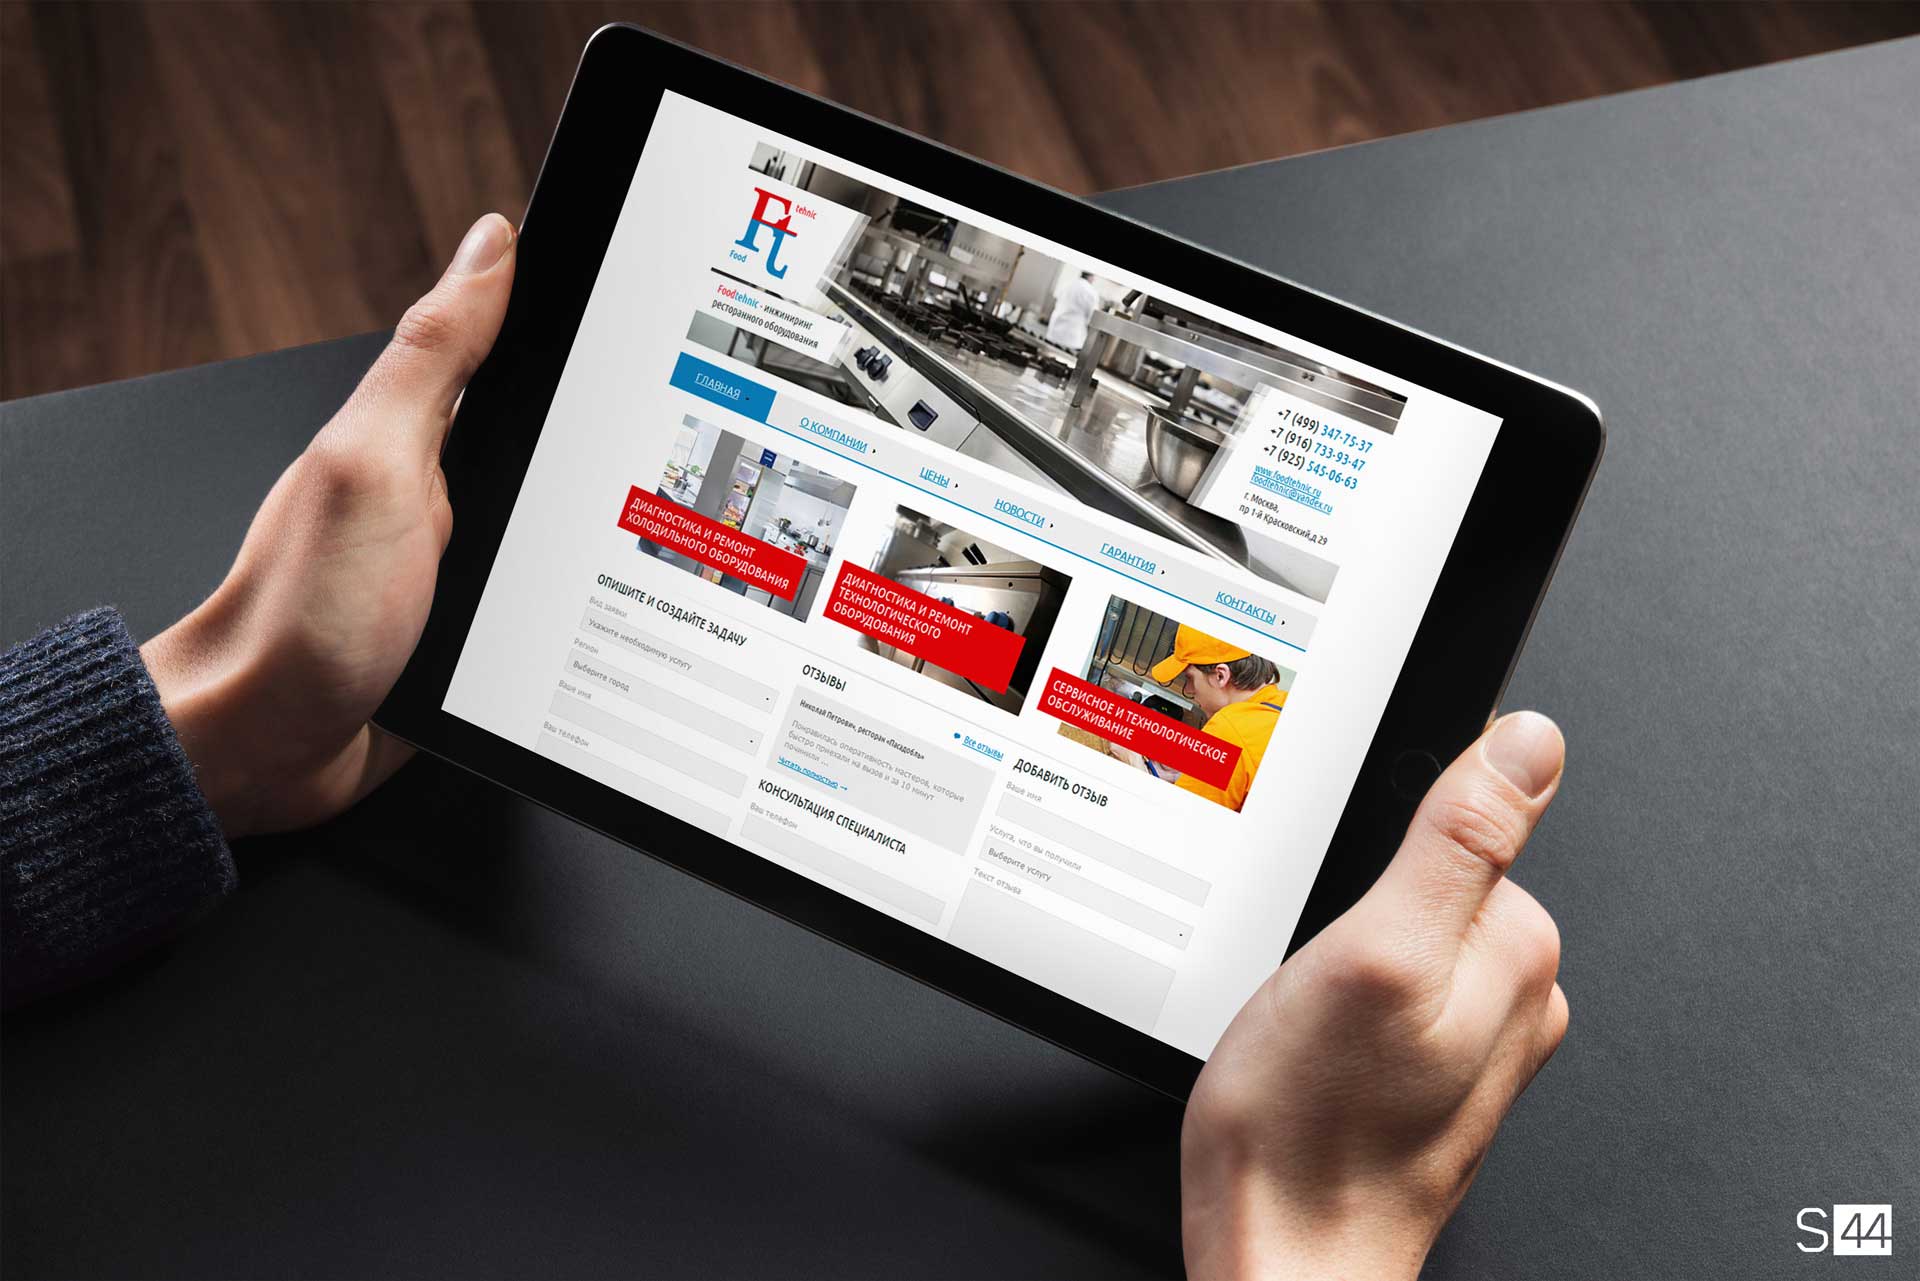 Ft
tehnic
Food
Foodtehnic - инжиниринг
ресторанного оборудования
+7 (499) 347-75-37
+7 (916) 733-93-47
+7 (925) 545-06-63
www.foodtehnic.ru
foodtehnic@yandex.ru
г. Москва,
пр 1-й Красковский,д 29
ГЛАВНАЯ
О КОМПАНИИ
ЦЕНЫ
НОВОСТИ
ГАРАНТИЯ
КОНТАКТЫ
ДИАГНОСТИКА И РЕМОНТ
ХОЛОДИЛЬНОГО ОБОРУДОВАНИЯ
ДИАГНОСТИКА И РЕМОНТ
ТЕХНОЛОГИЧЕСКОГО
ОБОРУДОВАНИЯ
СЕРВИСНОЕ И ТЕХНОЛОГИЧЕСКОЕ
ОБСЛУЖИВАНИЕ
ОПИШИТЕ И СОЗДАЙТЕ ЗАДАЧУ
Вид заявки
Укажите необходимую услугу
Регион
Выберите город
Ваше имя
Ваш телефон
ОТЗЫВЫ
Все отзывы
Николай Петрович, ресторан «Пасадобль»
Понравилась оперативность мастеров, которые
быстро приехали на вызов и за 10 минут
починили ...
Читать полностью →
КОНСУЛЬТАЦИЯ СПЕЦИАЛИСТА
Ваш телефон
ДОБАВИТЬ ОТЗЫВ
Ваше имя
Услуга, что вы получили
Выберите услугу
Текст отзыва
S 44